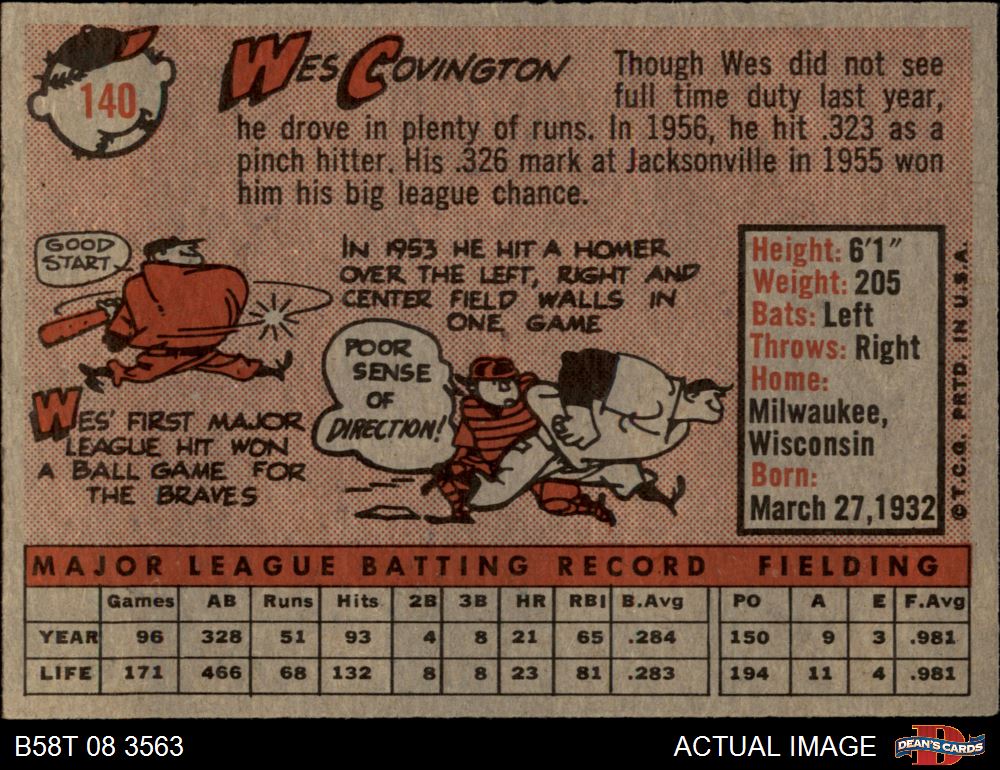 140
WES COVINGTON
Though Wes did not see
full time duty last year,
he drove in plenty of runs. In 1956, he hit .323 as a
pinch hitter. His .326 mark at Jacksonville in 1955 won
him his big league chance.
GOOD
START
WES' FIRST MAJOR
LEAGUE HIT WON
A BALL GAME FOR
THE BRAVES
IN 1953 HE HIT A HOMER
OVER THE LEFT, RIGHT AND
CENTER FIELD WALLS IN
ONE GAME
POOR
SENSE
OF
DIRECTION!
Height: 6'1"
Weight: 205
Bats: Left
Throws: Right
Home:
Milwaukee,
Wisconsin
Born:
March 27, 1932
©T.C.G. PRTD. IN U.S.A.
MAJOR LEAGUE BATTING RECORD FIELDING
Games AB Runs Hits 2B 3B HR RBI B.Avg PO A E F.Avg
YEAR 96 328 51 93 4 8 21 65 .284 150 9 3 .981
LIFE 171 466 68 132 8 8 23 81 .283 194 11 4 .981
B58T 08 3563 ACTUAL IMAGE DEAN'S CARDS